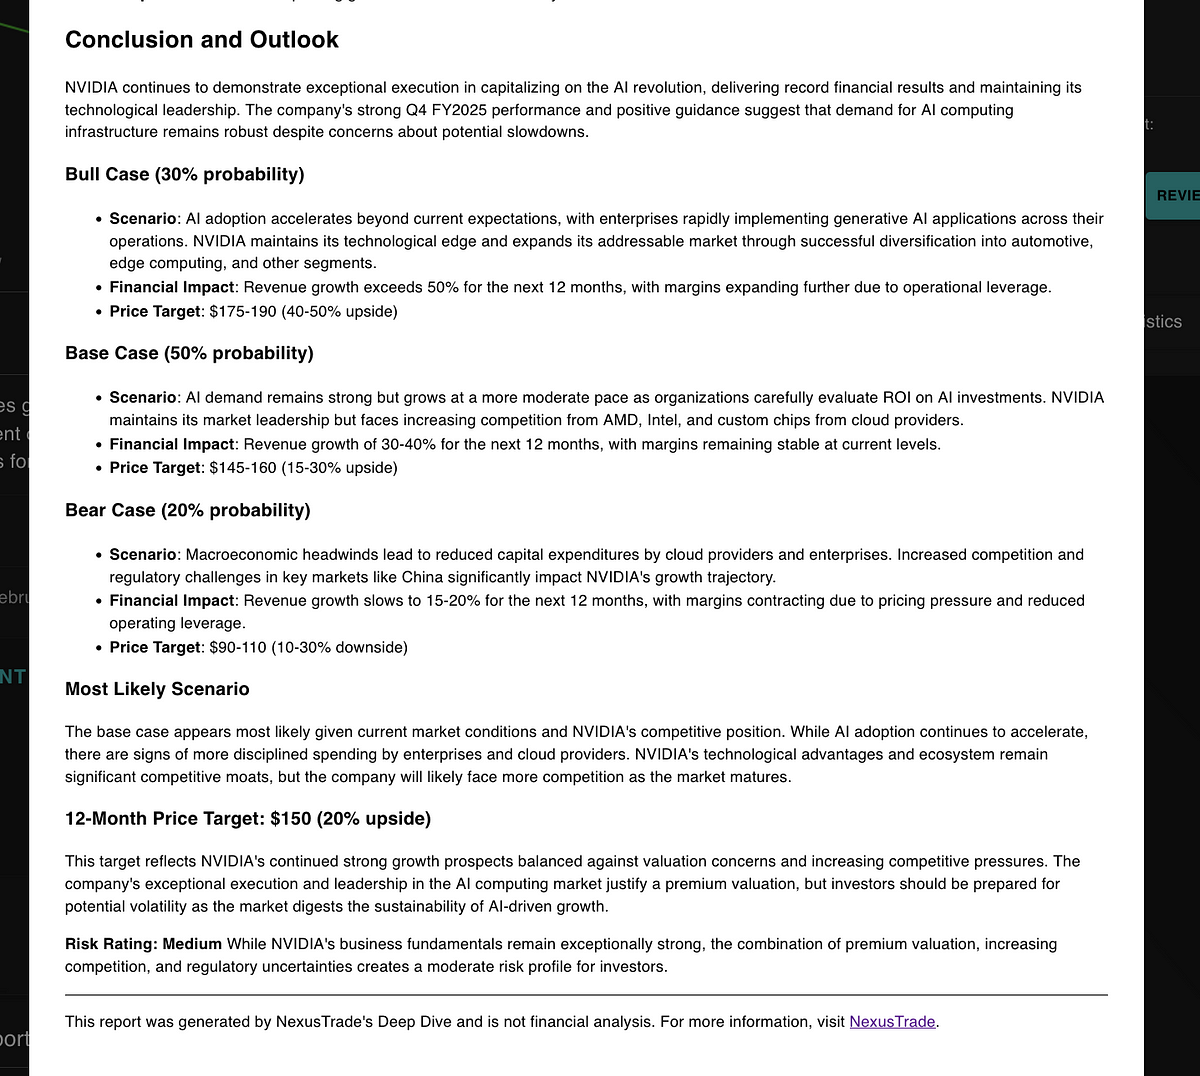 Conclusion and Outlook
NVIDIA continues to demonstrate exceptional execution in capitalizing on the AI revolution, delivering record financial results and maintaining its
technological leadership. The company's strong Q4 FY2025 performance and positive guidance suggest that demand for AI computing
infrastructure remains robust despite concerns about potential slowdowns.
t:
Bull Case (30% probability)
REVIE
• Scenario: AI adoption accelerates beyond current expectations, with enterprises rapidly implementing generative AI applications across their
operations. NVIDIA maintains its technological edge and expands its addressable market through successful diversification into automotive,
edge computing, and other segments.
• Financial Impact: Revenue growth exceeds 50% for the next 12 months, with margins expanding further due to operational leverage.
• Price Target: $175-190 (40-50% upside)
istics
Base Case (50% probability)
• Scenario: AI demand remains strong but grows at a more moderate pace as organizations carefully evaluate ROI on AI investments. NVIDIA
maintains its market leadership but faces increasing competition from AMD, Intel, and custom chips from cloud providers.
• Financial Impact: Revenue growth of 30-40% for the next 12 months, with margins remaining stable at current levels.
• Price Target: $145-160 (15-30% upside)
es g
ent
s for
Bear Case (20% probability)
• Scenario: Macroeconomic headwinds lead to reduced capital expenditures by cloud providers and enterprises. Increased competition and
regulatory challenges in key markets like China significantly impact NVIDIA's growth trajectory.
• Financial Impact: Revenue growth slows to 15-20% for the next 12 months, with margins contracting due to pricing pressure and reduced
operating leverage.
• Price Target: $90-110 (10-30% downside)
ebru
NT
Most Likely Scenario
The base case appears most likely given current market conditions and NVIDIA's competitive position. While AI adoption continues to accelerate,
there are signs of more disciplined spending by enterprises and cloud providers. NVIDIA's technological advantages and ecosystem remain
significant competitive moats, but the company will likely face more competition as the market matures.
12-Month Price Target: $150 (20% upside)
This target reflects NVIDIA's continued strong growth prospects balanced against valuation concerns and increasing competitive pressures. The
company's exceptional execution and leadership in the AI computing market justify a premium valuation, but investors should be prepared for
potential volatility as the market digests the sustainability of AI-driven growth.
Risk Rating: Medium While NVIDIA's business fundamentals remain exceptionally strong, the combination of premium valuation, increasing
competition, and regulatory uncertainties creates a moderate risk profile for investors.
This report was generated by NexusTrade's Deep Dive and is not financial analysis. For more information, visit NexusTrade.
port